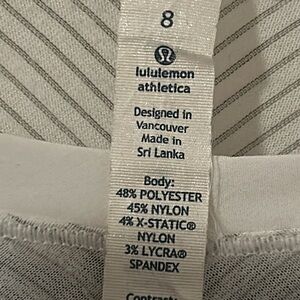 8
lululemon
athletica
Designed in
Vancouver
Made in
Sri Lanka
Body:
48% POLYESTER
45% NYLON
4% X-STATIC®
NYLON
3% LYCRA®
SPANDEX